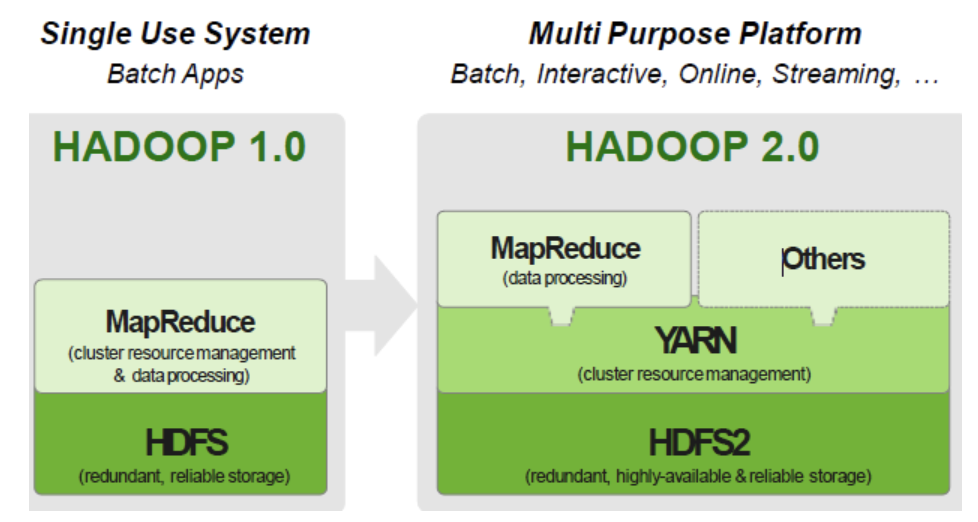 Single Use System
Batch Apps
HADOOP 1.0
MapReduce
(cluster resource management
& data processing)
HDFS
(redundant, reliable storage)
Multi Purpose Platform
Batch, Interactive, Online, Streaming, …
HADOOP 2.0
MapReduce
(data processing)
Others
YARN
(cluster resource management)
HDFS2
(redundant, highly-available & reliable storage)